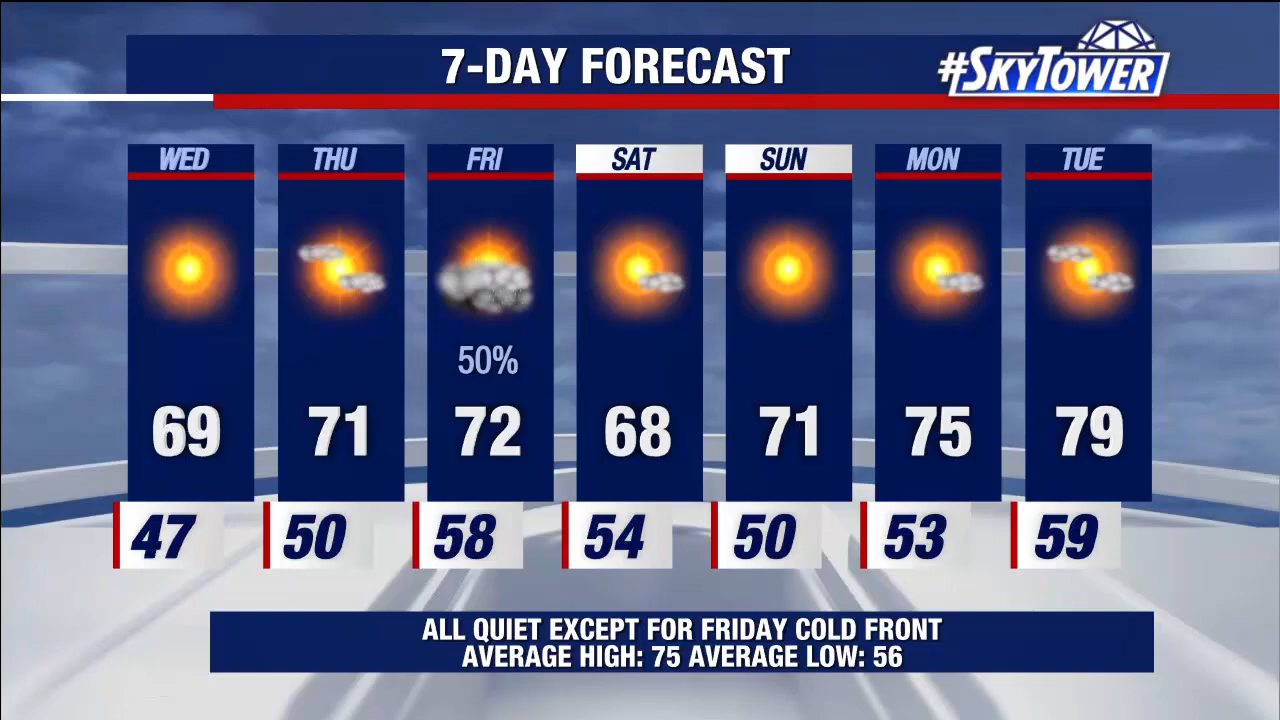 7-DAY FORECAST
#SKYTOWER
WED THU FRI SAT SUN MON TUE
50%
69 71 72 68 71 75 79
47 50 58 54 50 53 59
ALL QUIET EXCEPT FOR FRIDAY COLD FRONT
AVERAGE HIGH: 75 AVERAGE LOW: 56